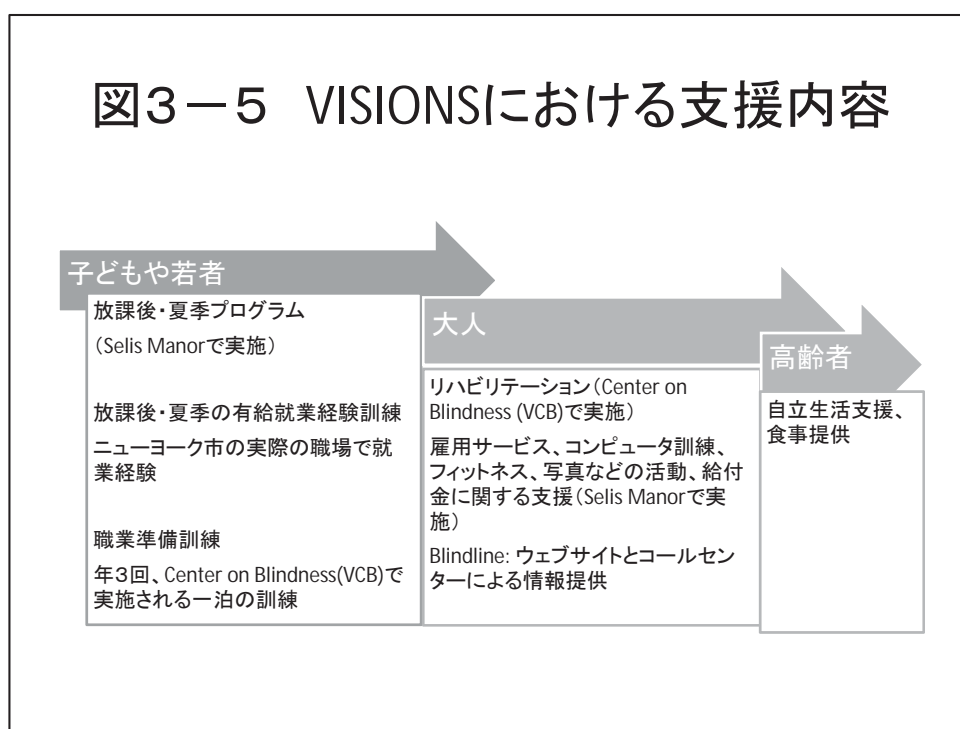 図3-5 VISIONSにおける支援内容
子どもや若者
放課後・夏季プログラム
(Selis Manorで実施)
放課後・夏季の有給就業経験訓練
ニューヨーク市の実際の職場で就
業経験
職業準備訓練
年3回、Center on Blindness(VCB)で
実施される一泊の訓練
大人
リハビリテーション(Center on
Blindness (VCB)で実施)
雇用サービス、コンピュータ訓練、
フィットネス、写真などの活動、給付
金に関する支援(Selis Manorで実
施)
Blindline: ウェブサイトとコールセン
ターによる情報提供
高齢者
自立生活支援、
食事提供